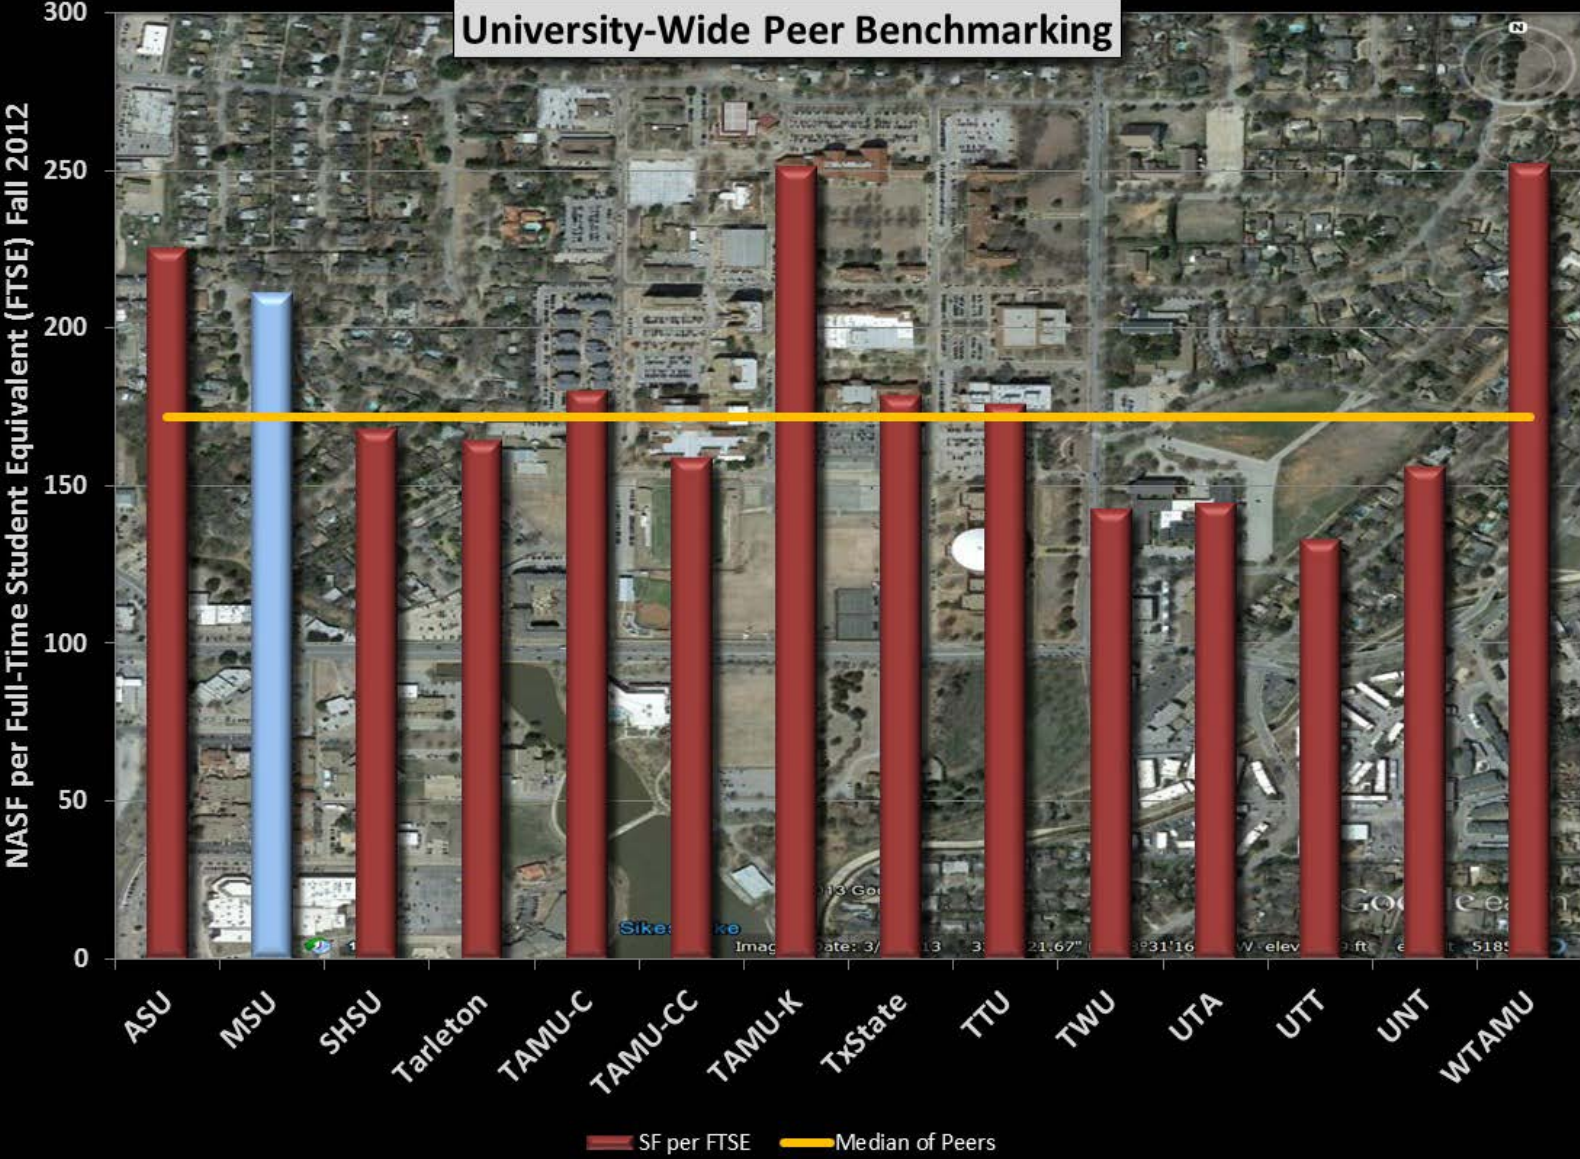 University-Wide Peer Benchmarking
NASF per Full-Time Student Equivalent (FTSE) Fall 2012
300
250
200
150
100
50
0
ASU
MSU
SHSU
Tarleton
TAMU-C
TAMU-CC
TAMU-K
TxState
TTU
TWU
UTA
UTT
UNT
WTAMU
N
SF per FTSE
Median of Peers